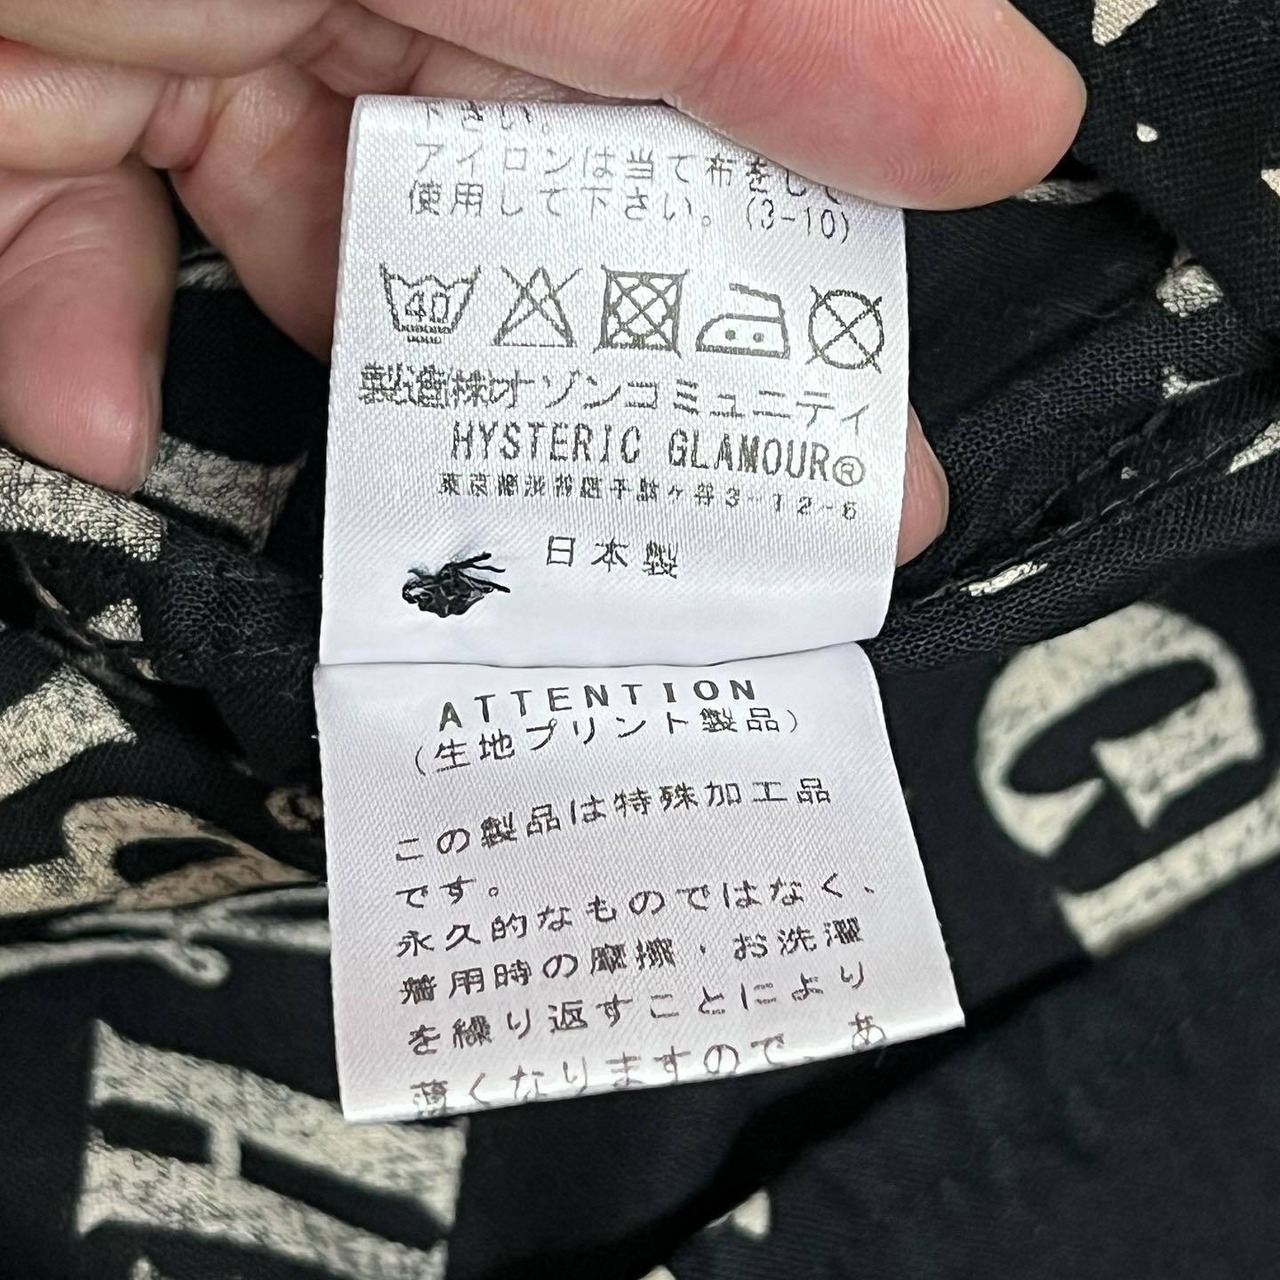 下さい。
アイロンは当て布をして
使用して下さい。(3-10)
40
製造㈱オゾンコミュニティ
HYSTERIC GLAMOUR®
東京都渋谷区千駄ヶ谷3-12-6
日本製
ATTENTION
(生地プリント製品)
この製品は特殊加工品
です。
永久的なものではなく、
着用時の摩擦・お洗濯
を繰り返すことにより
薄くなりますので、あ
G
H